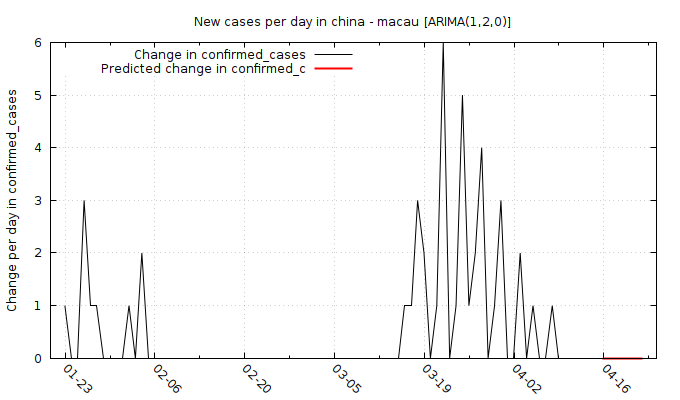 New cases per day in china - macau [ARIMA(1,2,0)]
Change in confirmed_cases
Predicted change in confirmed_c
Change per day in confirmed_cases
6
5
4
3
2
1
0
01-23 02-06 02-20 03-05 03-19 04-02 04-16